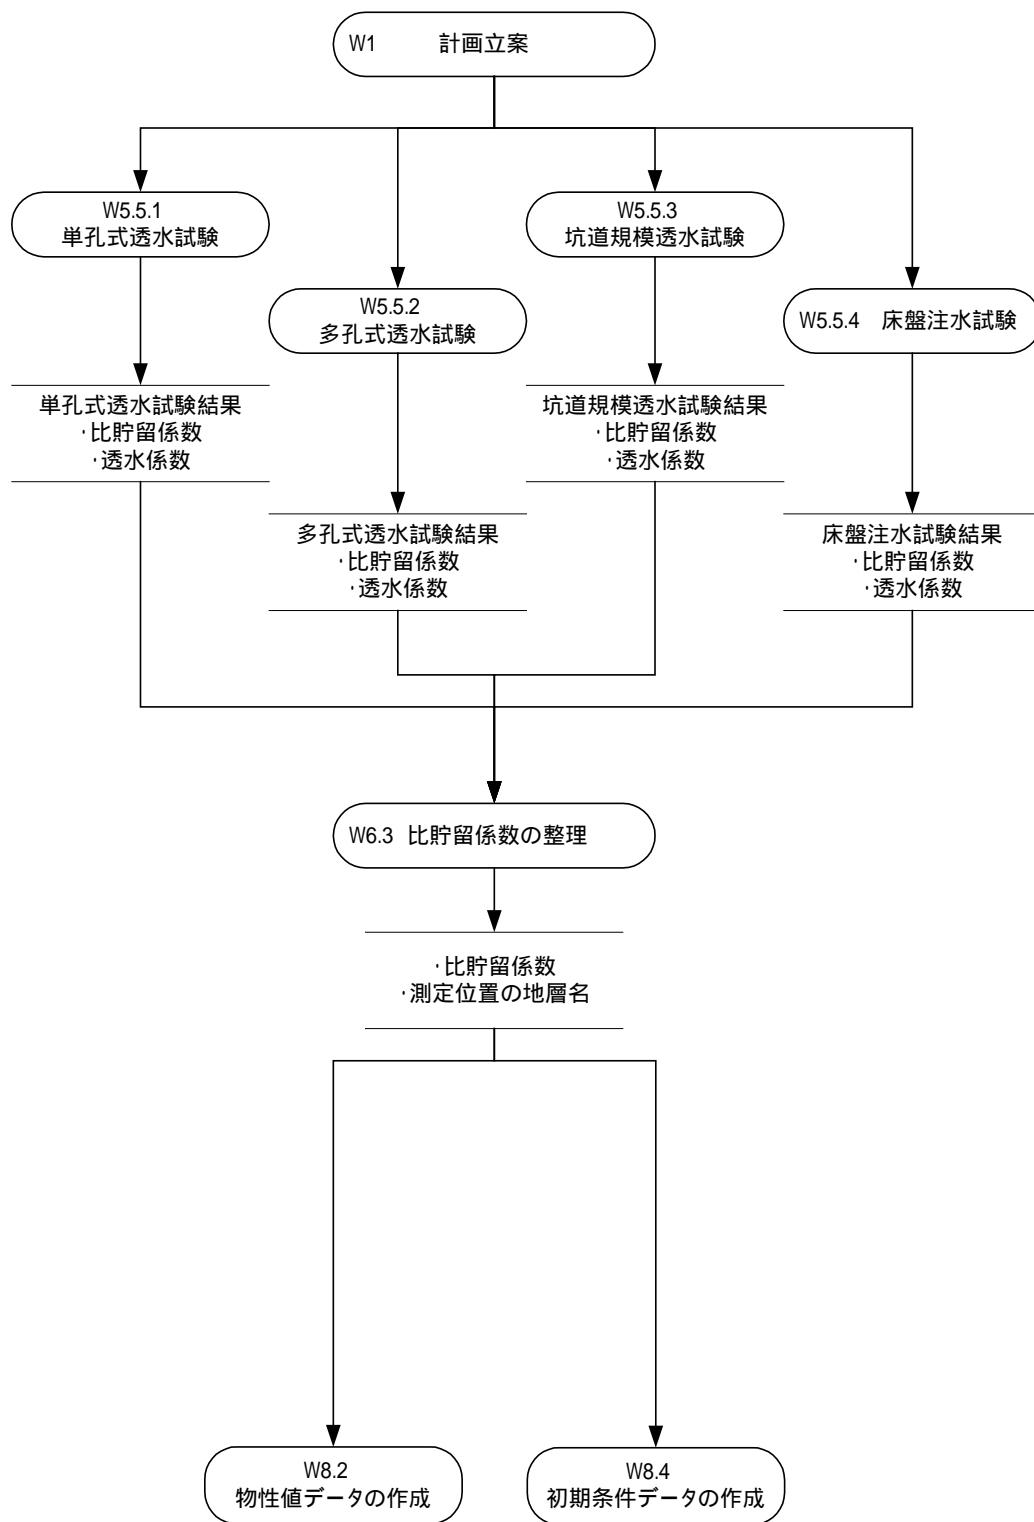 W1 計画立案
W5.5.1
単孔式透水試験
W5.5.3
坑道規模透水試験
W5.5.2
多孔式透水試験
W5.5.4 床盤注水試験
単孔式透水試験結果
・比貯留係数
・透水係数
坑道規模透水試験結果
・比貯留係数
・透水係数
多孔式透水試験結果
・比貯留係数
・透水係数
床盤注水試験結果
・比貯留係数
・透水係数
W6.3 比貯留係数の整理
・比貯留係数
・測定位置の地層名
W8.2
物性値データの作成
W8.4
初期条件データの作成